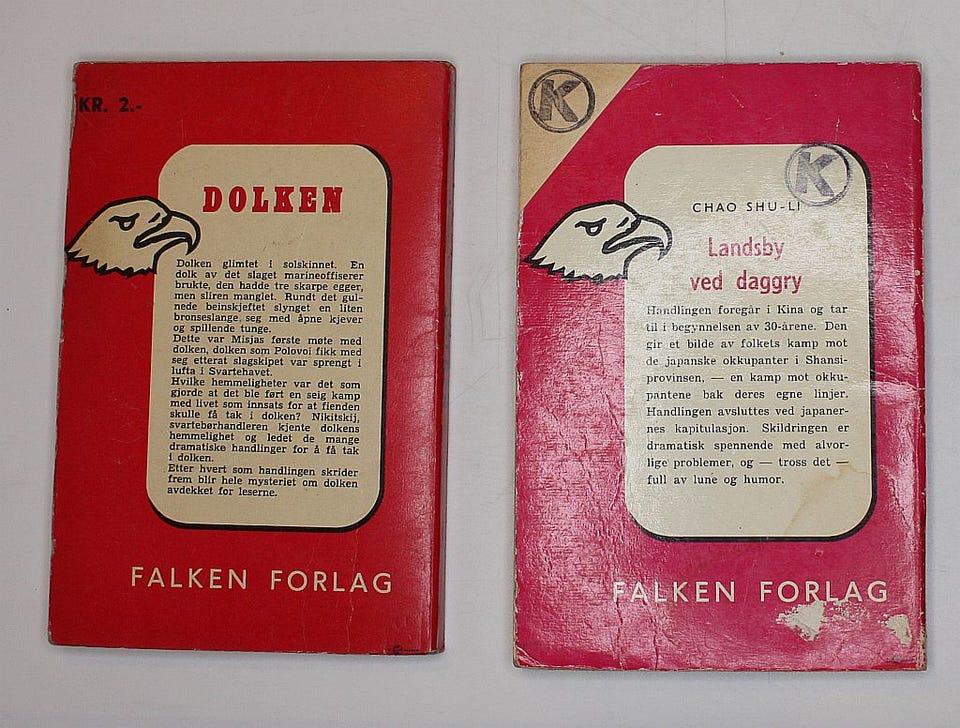 KR. 2.-
DOLKEN
Dolken glimtet i solskinnet. En
dolk av det slaget marineoffiserer
brukte, den hadde tre skarpe egger,
men sliren manglet. Rundt det gul-
nede beinskjeftet slynget en liten
bronseslange, seg med åpne kjever
og spillende tunge.
Dette var Misjas første møte med
dolken, dolken som Polovoi fikk med
seg etterat slagskipet var sprengt i
lufta i Svartehavet.
Hvilke hemmeligheter var det som
gjorde at det ble ført en seig kamp
med livet som innsats for at fienden
skulle få tak i dolken? Nikitskij,
svarteberhandleren kjente dolkens
hemmelighet og ledet de mange
dramatiske handlinger for å få tak
i dolken.
Etter hvert som handlingen skrider
frem blir hele mysteriet om dolken
avdekket for leserne.
FALKEN FORLAG
K
K
CHAO SHU-LI
Landsby
ved daggry
Handlingen foregår i Kina og tar
til i begynnelsen av 30-årene. Den
gir et bilde av folkets kamp mot
de japanske okkupanter i Shansi-
provinsen, — en kamp mot okku-
pantene bak deres egne linjer.
Handlingen avsluttes ved japaner-
nes kapitulasjon. Skildringen er
dramatisk spennende med alvor-
lige problemer, og — tross det —
full av lune og humor.
FALKEN FORLAG